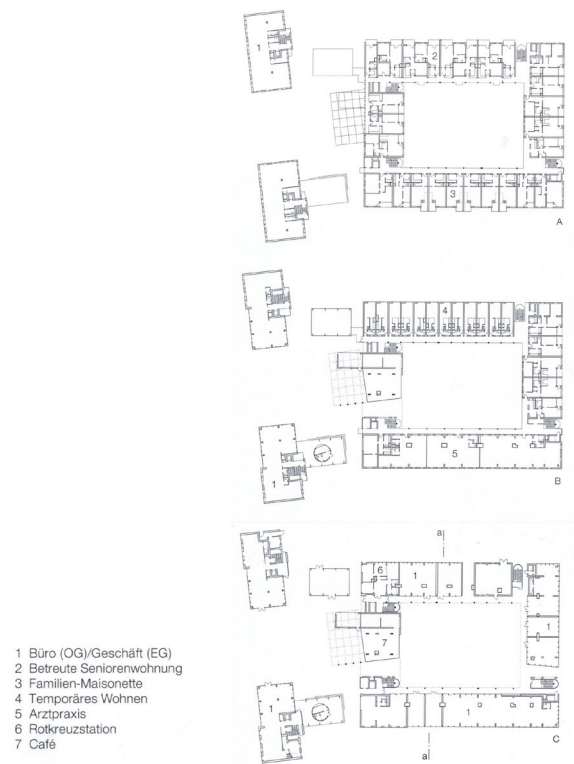 1
2
3
A
4
1
5
B
a
6
1
1
7
1
1
C
a
1 Büro (OG)/Geschäft (EG)
2 Betreute Seniorenwohnung
3 Familien-Maisonette
4 Temporäres Wohnen
5 Arztpraxis
6 Rotkreuzstation
7 Café